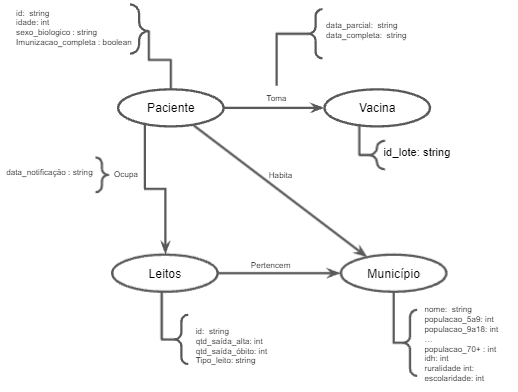 id: string
idade: int
sexo_biologico : string
Imunizacao_completa : boolean
data_parcial: string
data_completa: string
Paciente
Toma
Vacina
id_lote: string
data_notificação : string
Ocupa
Habita
Leitos
Pertencem
Município
id: string
qtd_saída_alta: int
qtd_saída_óbito: int
Tipo_leito: string
nome: string
populacao_5a9: int
populacao_9a18: int
...
populacao_70+ : int
idh: int
ruralidade int
escolaridade: int